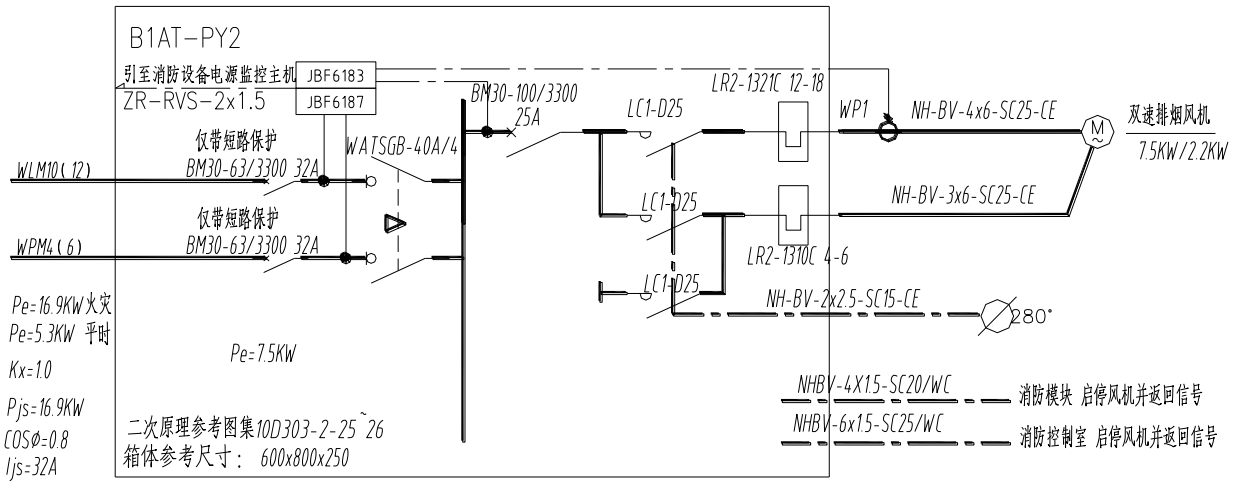 B1AT-PY2
引至消防设备电源监控主机
JBF6183
ZR-RVS-2x1.5
JBF6187
BM30-100/3300
25A
LC1-D25
LR2-1321C 12-18
WP1
NH-BV-4x6-SC25-CE
M
~
双速排烟风机
7.5KW/2.2KW
仅带短路保护
WLM10(12)
BM30-63/3300 32A
WATSGB-40A/4
LC1-D25
NH-BV-3x6-SC25-CE
仅带短路保护
WPM4(6)
BM30-63/3300 32A
LR2-1310C 4-6
LC1-D25
NH-BV-2x2.5-SC15-CE
280°
Pe=16.9KW 火灾
Pe=5.3KW 平时
Pe=7.5KW
Kx=1.0
Pjs=16.9KW
COSØ=0.8
Ijs=32A
二次原理参考图集10D303-2-25~26
箱体参考尺寸: 600x800x250
NHBV-4X1.5-SC20/WC
消防模块 启停风机并返回信号
NHBV-6x1.5-SC25/WC
消防控制室 启停风机并返回信号